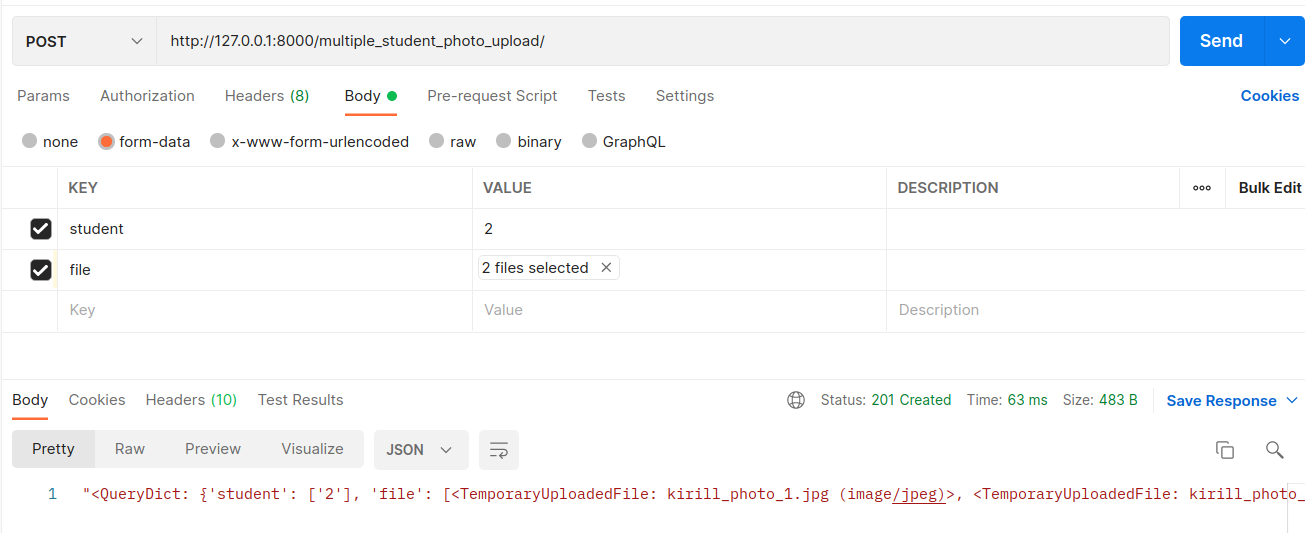 POST http://127.0.0.1:8000/multiple_student_photo_upload/ Send
Params Authorization Headers (8) Body Pre-request Script Tests Settings Cookies
none form-data x-www-form-urlencoded raw binary GraphQL
KEY VALUE DESCRIPTION Bulk Edit
student 2
file 2 files selected
Key Value Description
Body Cookies Headers (10) Test Results Status: 201 Created Time: 63 ms Size: 483 B Save Response
Pretty Raw Preview Visualize JSON
1 "<QueryDict: {'student': ['2'], 'file': [<TemporaryUploadedFile: kirill_photo_1.jpg (image/jpeg)>, <TemporaryUploadedFile: kirill_photo_